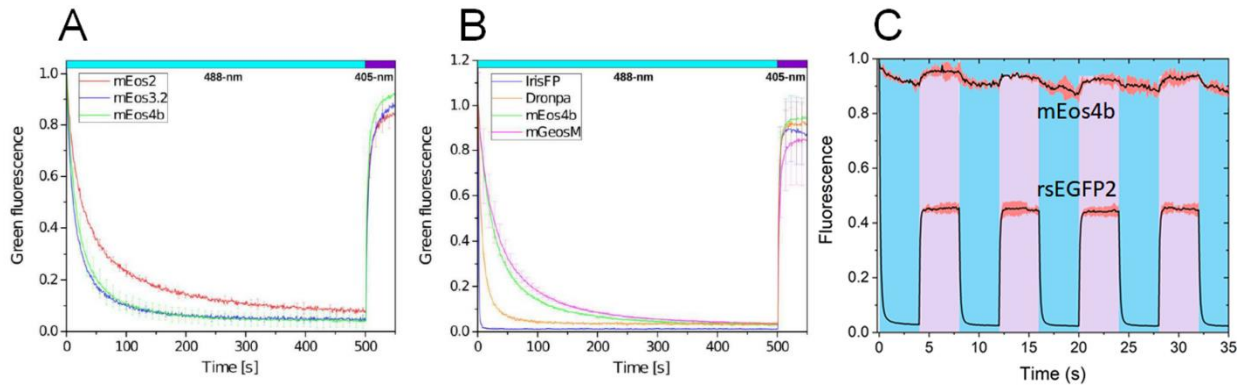 A
488-nm
405-nm
mEos2
mEos3.2
mEos4b
Green fluorescence
1.0
0.8
0.6
0.4
0.2
0.0
0
100
200
300
400
500
Time [s]
B
488-nm
405-nm
IrisFP
Dronpa
mEos4b
mGeosM
Green fluorescence
1.2
1.0
0.8
0.6
0.4
0.2
0.0
0
100
200
300
400
500
Time [s]
C
mEos4b
rsEGFP2
Fluorescence
1.0
0.8
0.6
0.4
0.2
0.0
0
5
10
15
20
25
30
35
Time (s)